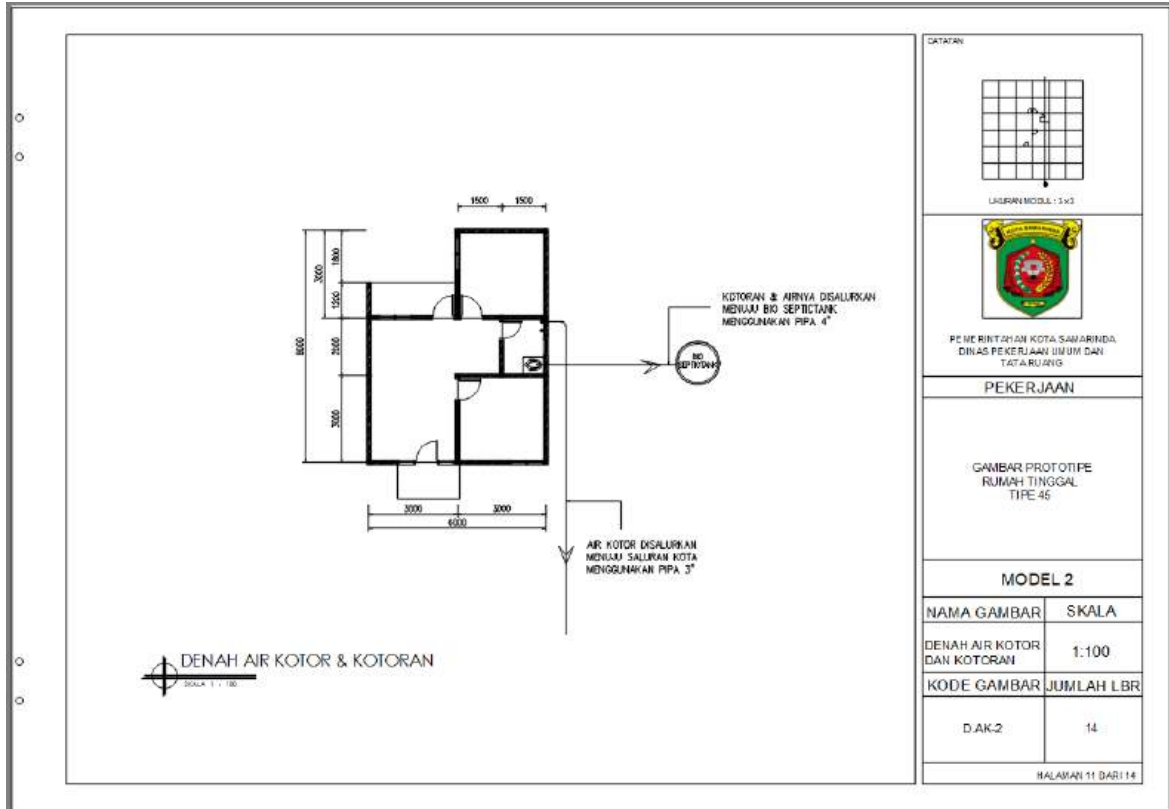 1500 1500
1800
3000
1200
8000
2000
3000
3000 3000
6000
KOTORAN & AIRNYA DISALURKAN
MENUJU BIO SEPTICTANK
MENGGUNAKAN PIPA 4"
BIO
SEPTICTANK
AIR KOTOR DISALURKAN
MENUJU SALURAN KOTA
MENGGUNAKAN PIPA 3"
DENAH AIR KOTOR & KOTORAN
SKALA 1 : 100
CATATAN
UKURAN MODUL : 3 x 3
KOTA SAMARINDA
PEMERINTAHAN KOTA SAMARINDA
DINAS PEKERJAAN UMUM DAN
TATA RUANG
PEKERJAAN
GAMBAR PROTOTIPE
RUMAH TINGGAL
TIPE 45
MODEL 2
NAMA GAMBAR SKALA
DENAH AIR KOTOR
DAN KOTORAN
1:100
KODE GAMBAR JUMLAH LBR
D.AK-2 14
HALAMAN 11 DARI 14